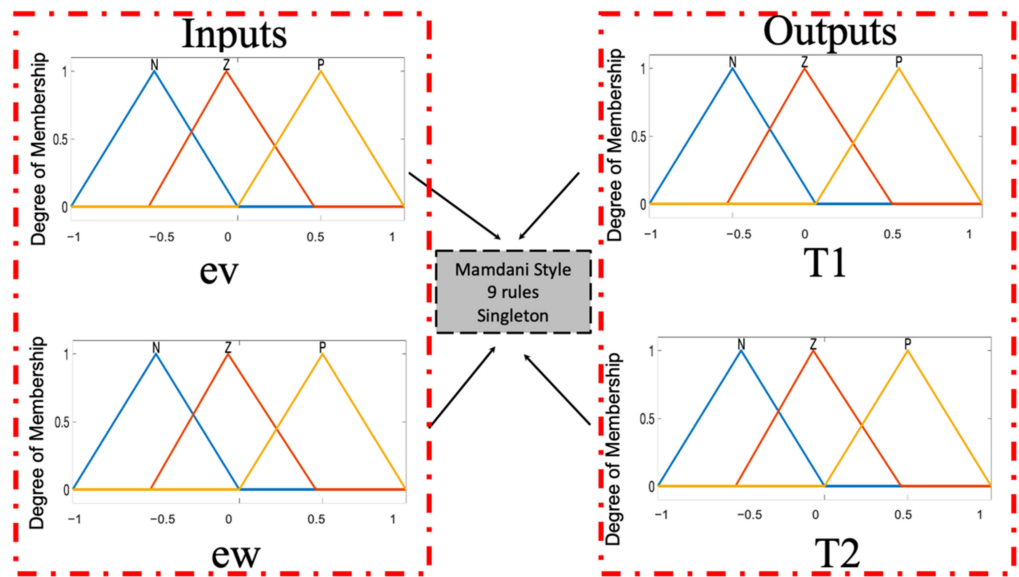 Inputs
N Z P
1
0.5
0
Degree of Membership
−1 −0.5 0 0.5 1
ev
N Z P
1
0.5
0
Degree of Membership
−1 −0.5 0 0.5 1
ew
Mamdani Style
9 rules
Singleton
Outputs
N Z P
1
0.5
0
Degree of Membership
−1 −0.5 0 0.5 1
T1
N Z P
1
0.5
0
Degree of Membership
−1 −0.5 0 0.5 1
T2